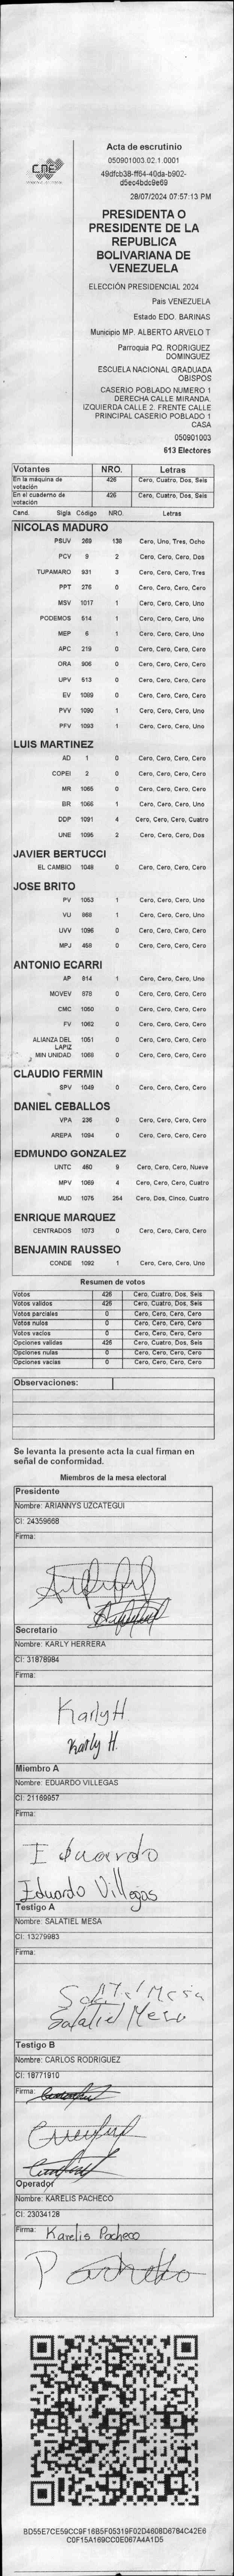 CNE
Acta de escrutinio
050901003.02.1.0001
49dfcb38-ff64-40da-b902-
d5ec4bdc9e69
28/07/2024 07:57:13 PM
PRESIDENTA O
PRESIDENTE DE LA
REPUBLICA
BOLIVARIANA DE
VENEZUELA
ELECCIÓN PRESIDENCIAL 2024
Pais VENEZUELA
Estado EDO. BARINAS
Municipio MP. ALBERTO ARVELO T
Parroquia PQ. RODRIGUEZ
DOMINGUEZ
ESCUELA NACIONAL GRADUADA
OBISPOS
CASERIO POBLADO NUMERO 1
DERECHA CALLE MIRANDA.
IZQUIERDA CALLE 2. FRENTE CALLE
PRINCIPAL CASERIO POBLADO 1
CASA
050901003
613 Electores
Votantes NRO. Letras
En la máquina de votación 426 Cero, Cuatro, Dos, Seis
En el cuaderno de votación 426 Cero, Cuatro, Dos, Seis
Cand. Sigla Código NRO. Letras
NICOLAS MADURO
PSUV 269 138 Cero, Uno, Tres, Ocho
PCV 9 2 Cero, Cero, Cero, Dos
TUPAMARO 931 3 Cero, Cero, Cero, Tres
PPT 276 0 Cero, Cero, Cero, Cero
MSV 1017 1 Cero, Cero, Cero, Uno
PODEMOS 514 1 Cero, Cero, Cero, Uno
MEP 6 1 Cero, Cero, Cero, Uno
APC 219 0 Cero, Cero, Cero, Cero
ORA 906 0 Cero, Cero, Cero, Cero
UPV 513 0 Cero, Cero, Cero, Cero
EV 1089 0 Cero, Cero, Cero, Cero
PVV 1090 1 Cero, Cero, Cero, Uno
PFV 1093 1 Cero, Cero, Cero, Uno
LUIS MARTINEZ
AD 1 0 Cero, Cero, Cero, Cero
COPEI 2 0 Cero, Cero, Cero, Cero
MR 1065 0 Cero, Cero, Cero, Cero
BR 1066 1 Cero, Cero, Cero, Uno
DDP 1091 4 Cero, Cero, Cero, Cuatro
UNE 1095 2 Cero, Cero, Cero, Dos
JAVIER BERTUCCI
EL CAMBIO 1048 0 Cero, Cero, Cero, Cero
JOSE BRITO
PV 1053 1 Cero, Cero, Cero, Uno
VU 868 1 Cero, Cero, Cero, Uno
UVV 1096 0 Cero, Cero, Cero, Cero
MPJ 458 0 Cero, Cero, Cero, Cero
ANTONIO ECARRI
AP 814 1 Cero, Cero, Cero, Uno
MOVEV 878 0 Cero, Cero, Cero, Cero
CMC 1050 0 Cero, Cero, Cero, Cero
FV 1062 0 Cero, Cero, Cero, Cero
ALIANZA DEL LAPIZ 1051 0 Cero, Cero, Cero, Cero
MIN UNIDAD 1068 0 Cero, Cero, Cero, Cero
CLAUDIO FERMIN
SPV 1049 0 Cero, Cero, Cero, Cero
DANIEL CEBALLOS
VPA 236 0 Cero, Cero, Cero, Cero
AREPA 1094 0 Cero, Cero, Cero, Cero
EDMUNDO GONZALEZ
UNTC 480 9 Cero, Cero, Cero, Nueve
MPV 1069 4 Cero, Cero, Cero, Cuatro
MUD 1075 254 Cero, Dos, Cinco, Cuatro
ENRIQUE MARQUEZ
CENTRADOS 1073 0 Cero, Cero, Cero, Cero
BENJAMIN RAUSSEO
CONDE 1092 1 Cero, Cero, Cero, Uno
Resumen de votos
Votos 426 Cero, Cuatro, Dos, Seis
Votos validos 426 Cero, Cuatro, Dos, Seis
Votos parciales 0 Cero, Cero, Cero, Cero
Votos nulos 0 Cero, Cero, Cero, Cero
Votos vacios 0 Cero, Cero, Cero, Cero
Opciones validas 426 Cero, Cuatro, Dos, Seis
Opciones nulas 0 Cero, Cero, Cero, Cero
Opciones vacias 0 Cero, Cero, Cero, Cero
Observaciones:
Se levanta la presente acta la cual firman en
señal de conformidad.
Miembros de la mesa electoral
Presidente
Nombre: ARIANNYS UZCATEGUI
CI: 24359668
Firma:
Secretario
Nombre: KARLY HERRERA
CI: 31878984
Firma:
Karly H
Karly H.
Miembro A
Nombre: EDUARDO VILLEGAS
CI: 21169957
Firma:
Eduardo
Eduardo Villegas
Testigo A
Nombre: SALATIEL MESA
CI: 13279983
Firma:
Salatiel Mesa
Salatiel Mesa
Testigo B
Nombre: CARLOS RODRIGUEZ
CI: 18771910
Firma:
Operador
Nombre: KARELIS PACHECO
CI: 23034128
Firma: Karelis Pacheco
Pacheco
BD55E7CE59CC9F16B5F05319F02D460BD6784C42E6
C0F15A169CC0E067A4A1D5